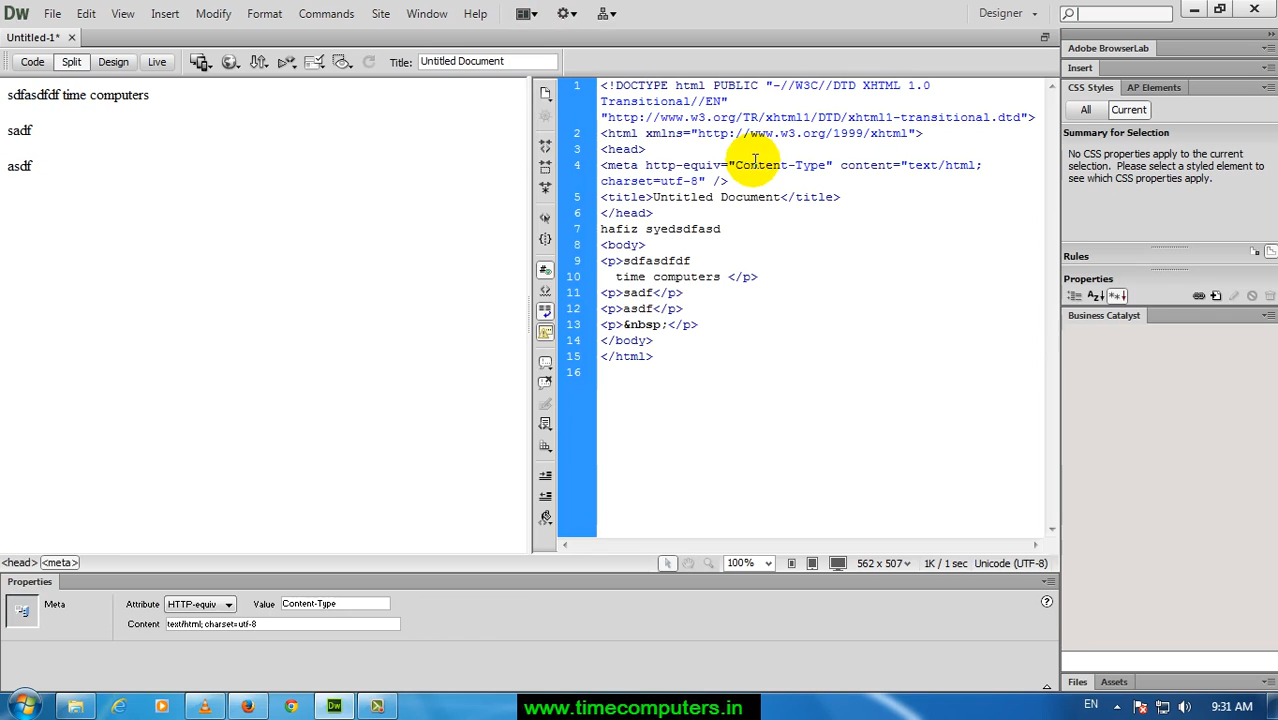 Dw File Edit View Insert Modify Format Commands Site Window Help Designer
Untitled-1* ×
Code Split Design Live Title: Untitled Document
sdfasdfdf time computers
sadf
asdf
1 <!DOCTYPE html PUBLIC "-//W3C//DTD XHTML 1.0
Transitional//EN"
"http://www.w3.org/TR/xhtml1/DTD/xhtml1-transitional.dtd">
2 <html xmlns="http://www.w3.org/1999/xhtml">
3 <head>
4 <meta http-equiv="Content-Type" content="text/html;
charset=utf-8" />
5 <title>Untitled Document</title>
6 </head>
7 hafiz syedsdfasd
8 <body>
9 <p>sdfasdfdf
10 time computers </p>
11 <p>sadf</p>
12 <p>asdf</p>
13 <p>&nbsp;</p>
14 </body>
15 </html>
16
Adobe BrowserLab
Insert
CSS Styles AP Elements
All Current
Summary for Selection
No CSS properties apply to the current
selection. Please select a styled element
to see which CSS properties apply.
Rules
Properties
Business Catalyst
Files Assets
<head> <meta> 100% 562 x 507 1K / 1 sec Unicode (UTF-8)
Properties
Meta Attribute HTTP-equiv Value Content-Type
Content text/html; charset=utf-8
Dw www.timecomputers.in EN 9:31 AM